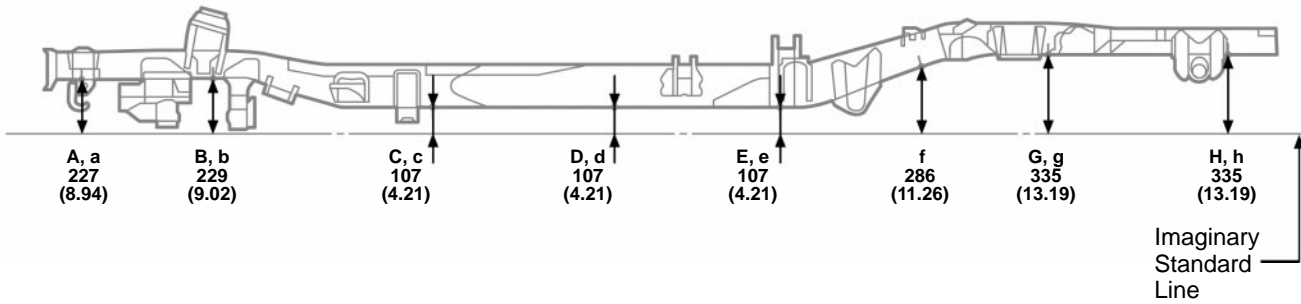 A, a
227
(8.94)
B, b
229
(9.02)
C, c
107
(4.21)
D, d
107
(4.21)
E, e
107
(4.21)
f
286
(11.26)
G, g
335
(13.19)
H, h
335
(13.19)
Imaginary
Standard
Line